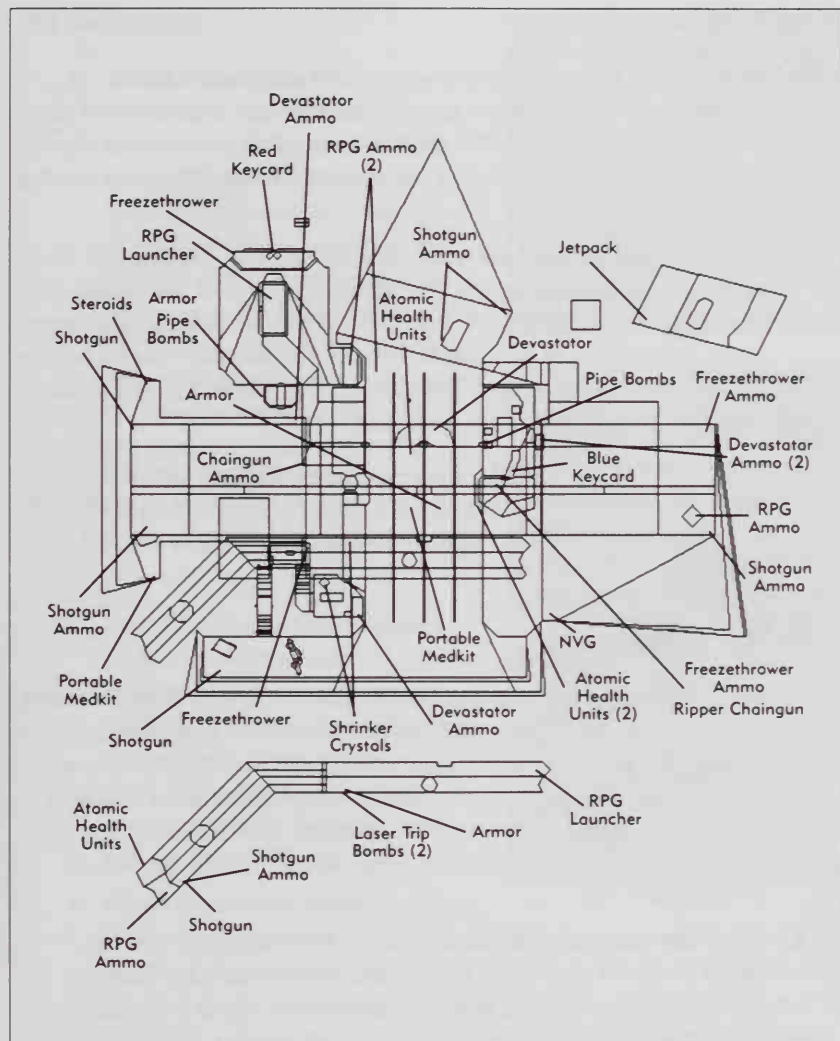 Devastator
Ammo
Red
Keycord
RPG Ammo
(2)
Freezethrower
RPG
Launcher
Shotgun
Ammo
Jetpack
Steroids
Armor
Pipe
Bombs
Atomic
Health
Units
Shotgun
Devastator
Armor
Pipe Bombs
Freezethrower
Ammo
Chaingun
Ammo
Blue
Keycard
Devastator
Ammo (2)
RPG
Ammo
Shotgun
Amma
Shotgun
Ammo
Portable
Medkit
Portable
Medkit
NVG
Freezethrower
Ammo
Ripper Chaingun
Atomic
Health
Units (2)
Freezethrower
Shotgun
Shrinker
Crystals
Devastator
Ammo
Atomic
Health
Units
RPG
Launcher
Armor
Laser Trip
Bombs (2)
Shotgun
Ammo
Shotgun
RPG
Ammo